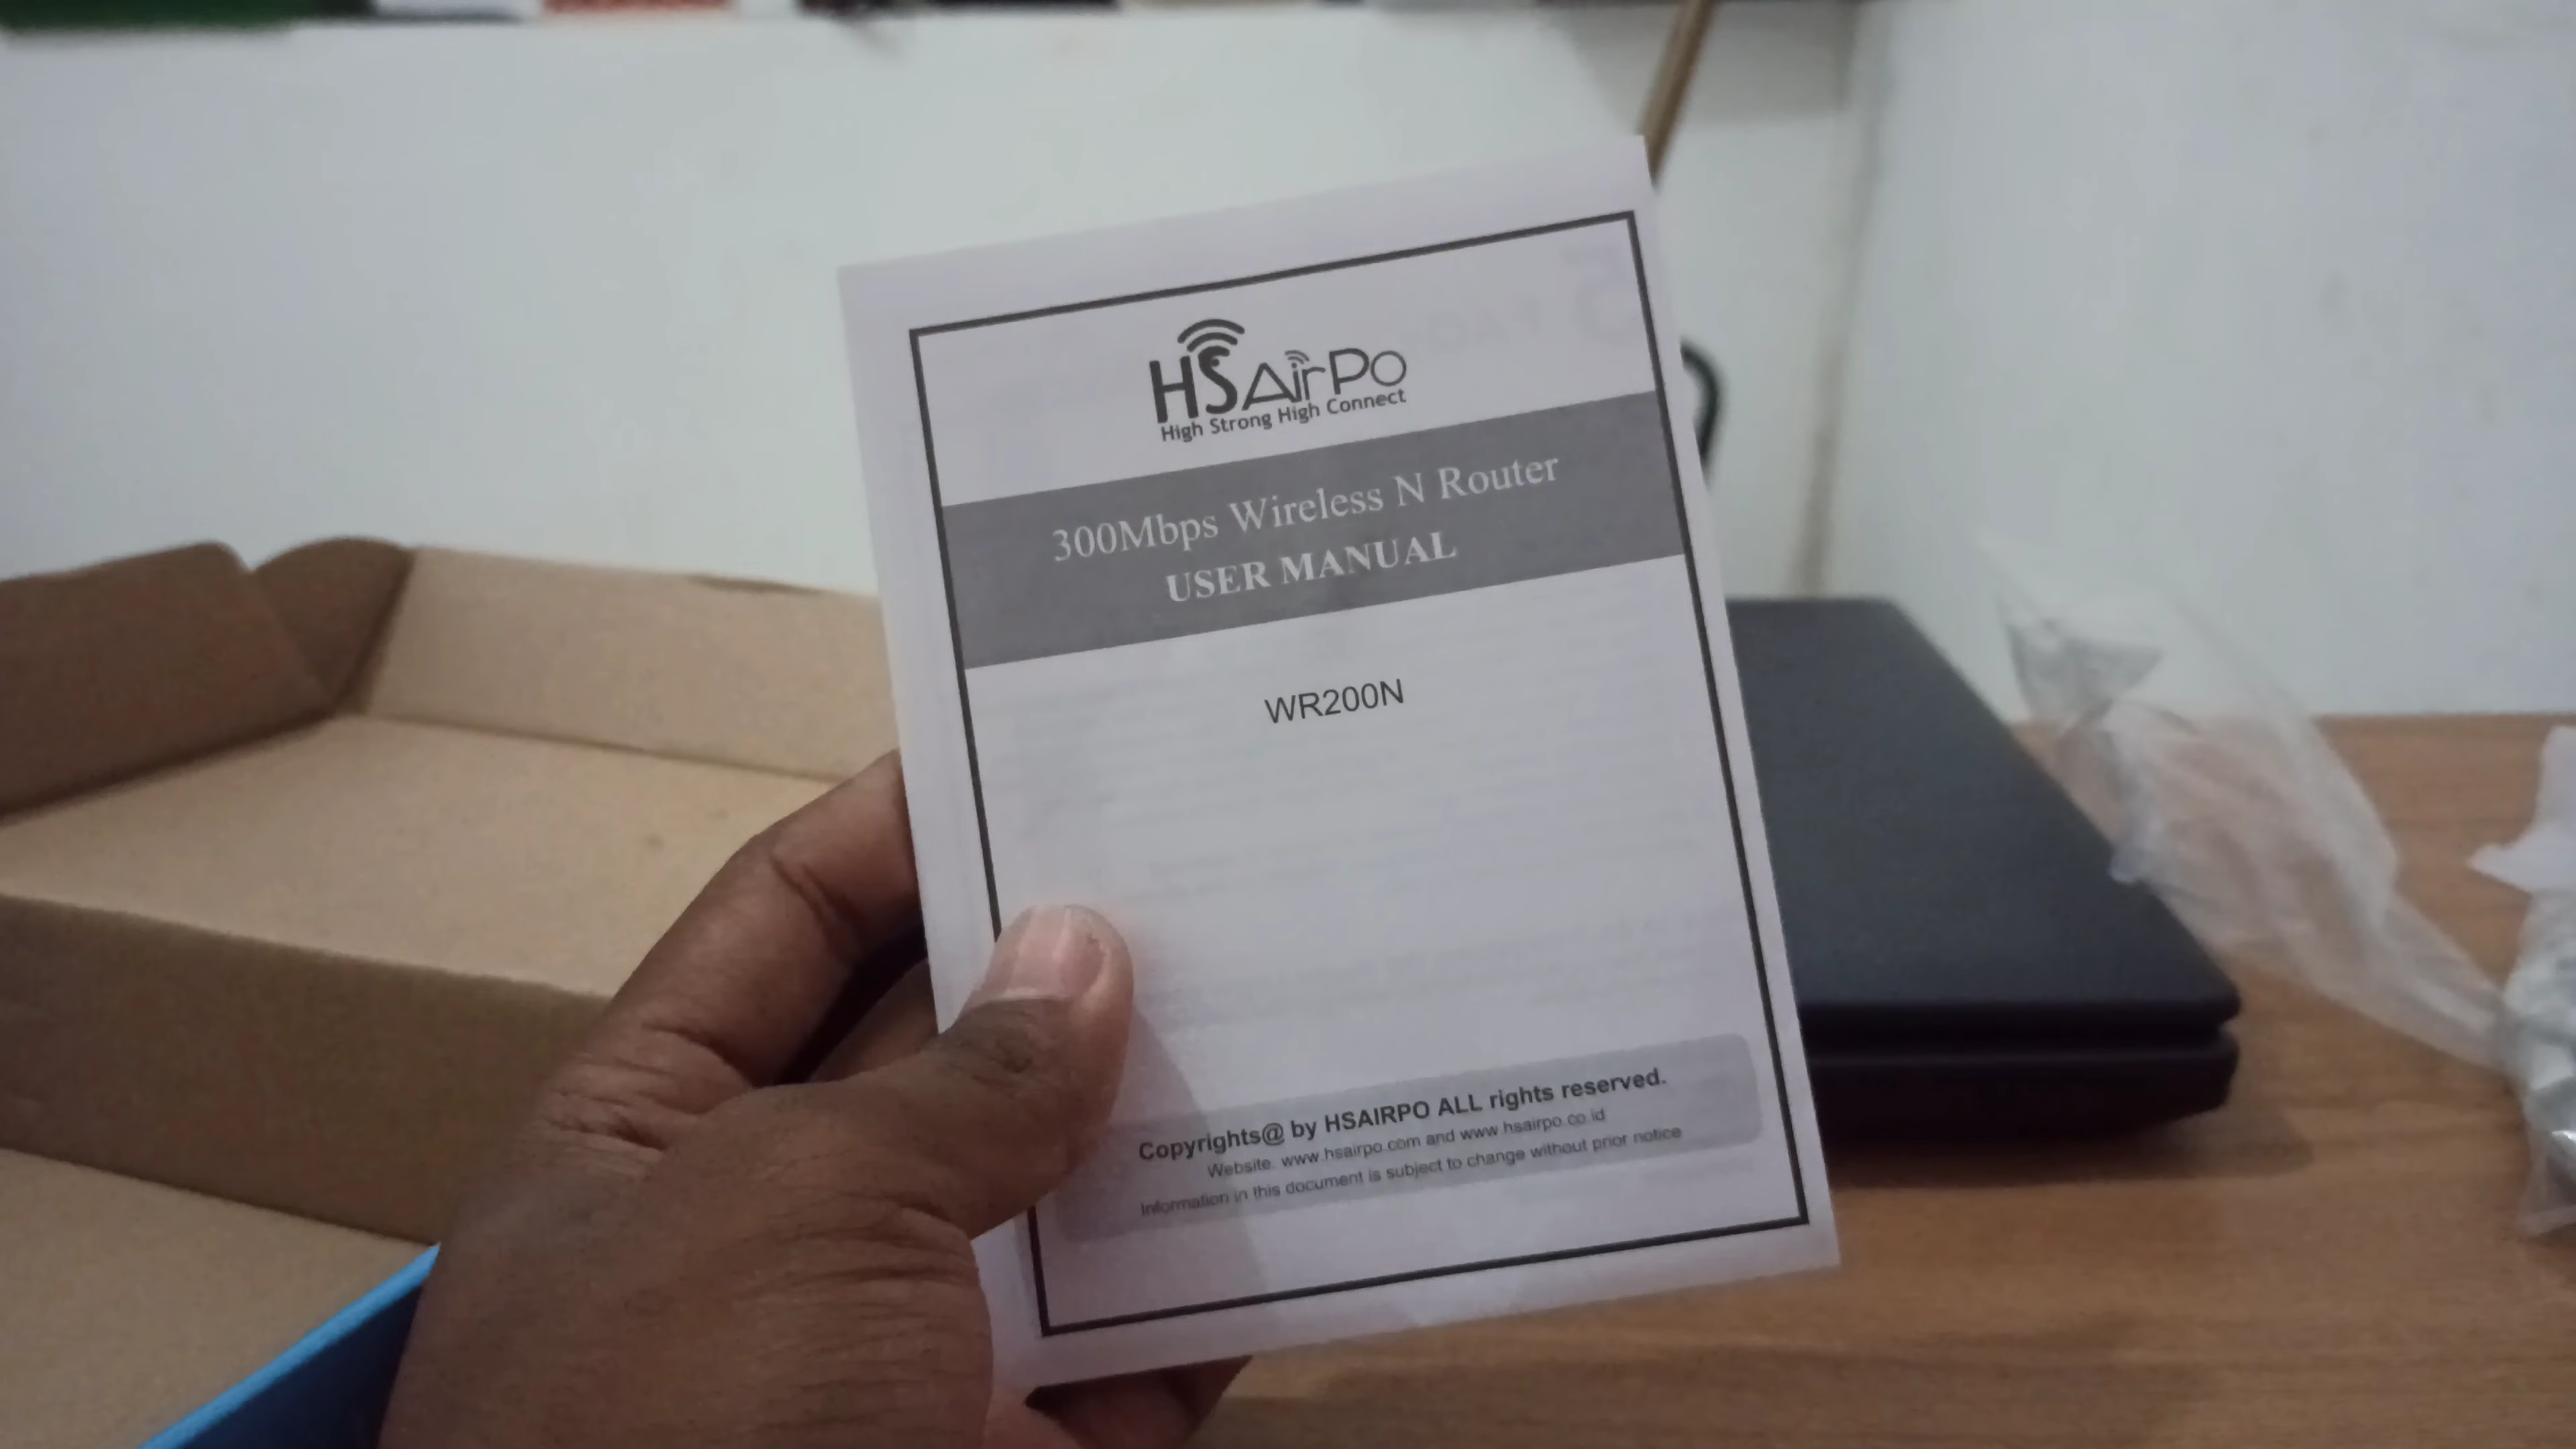 HSAirPo
High Strong High Connect
300Mbps Wireless N Router
USER MANUAL
WR200N
Copyrights@ by HSAIRPO ALL rights reserved.
Website. www.hsairpo.com and www.hsairpo.co.id
Information in this document is subject to change without prior notice